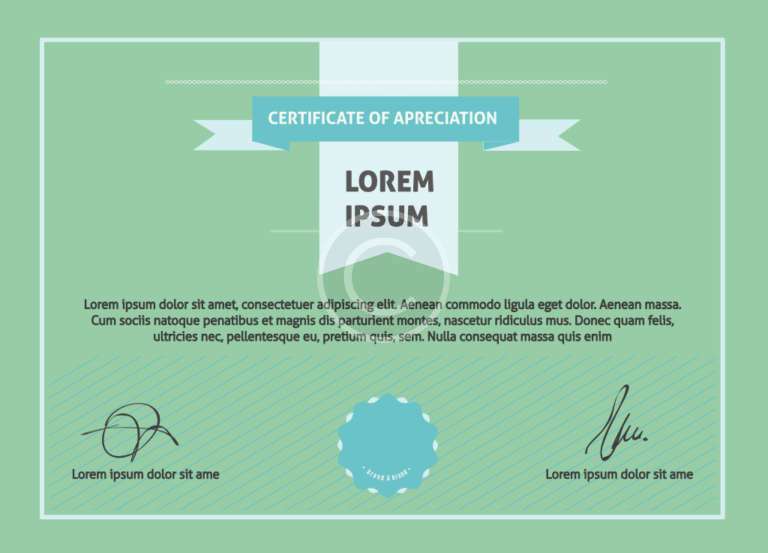 CERTIFICATE OF APRECIATION
LOREM
IPSUM
©
Lorem ipsum dolor sit amet, consectetuer adipiscing elit. Aenean commodo ligula eget dolor. Aenean massa.
Cum sociis natoque penatibus et magnis dis parturient montes, nascetur ridiculus mus. Donec quam felis,
ultricies nec, pellentesque eu, pretium quis, sem. Nulla consequat massa quis enim
• brand & brand •
Lorem ipsum dolor sit ame
Lorem ipsum dolor sit ame